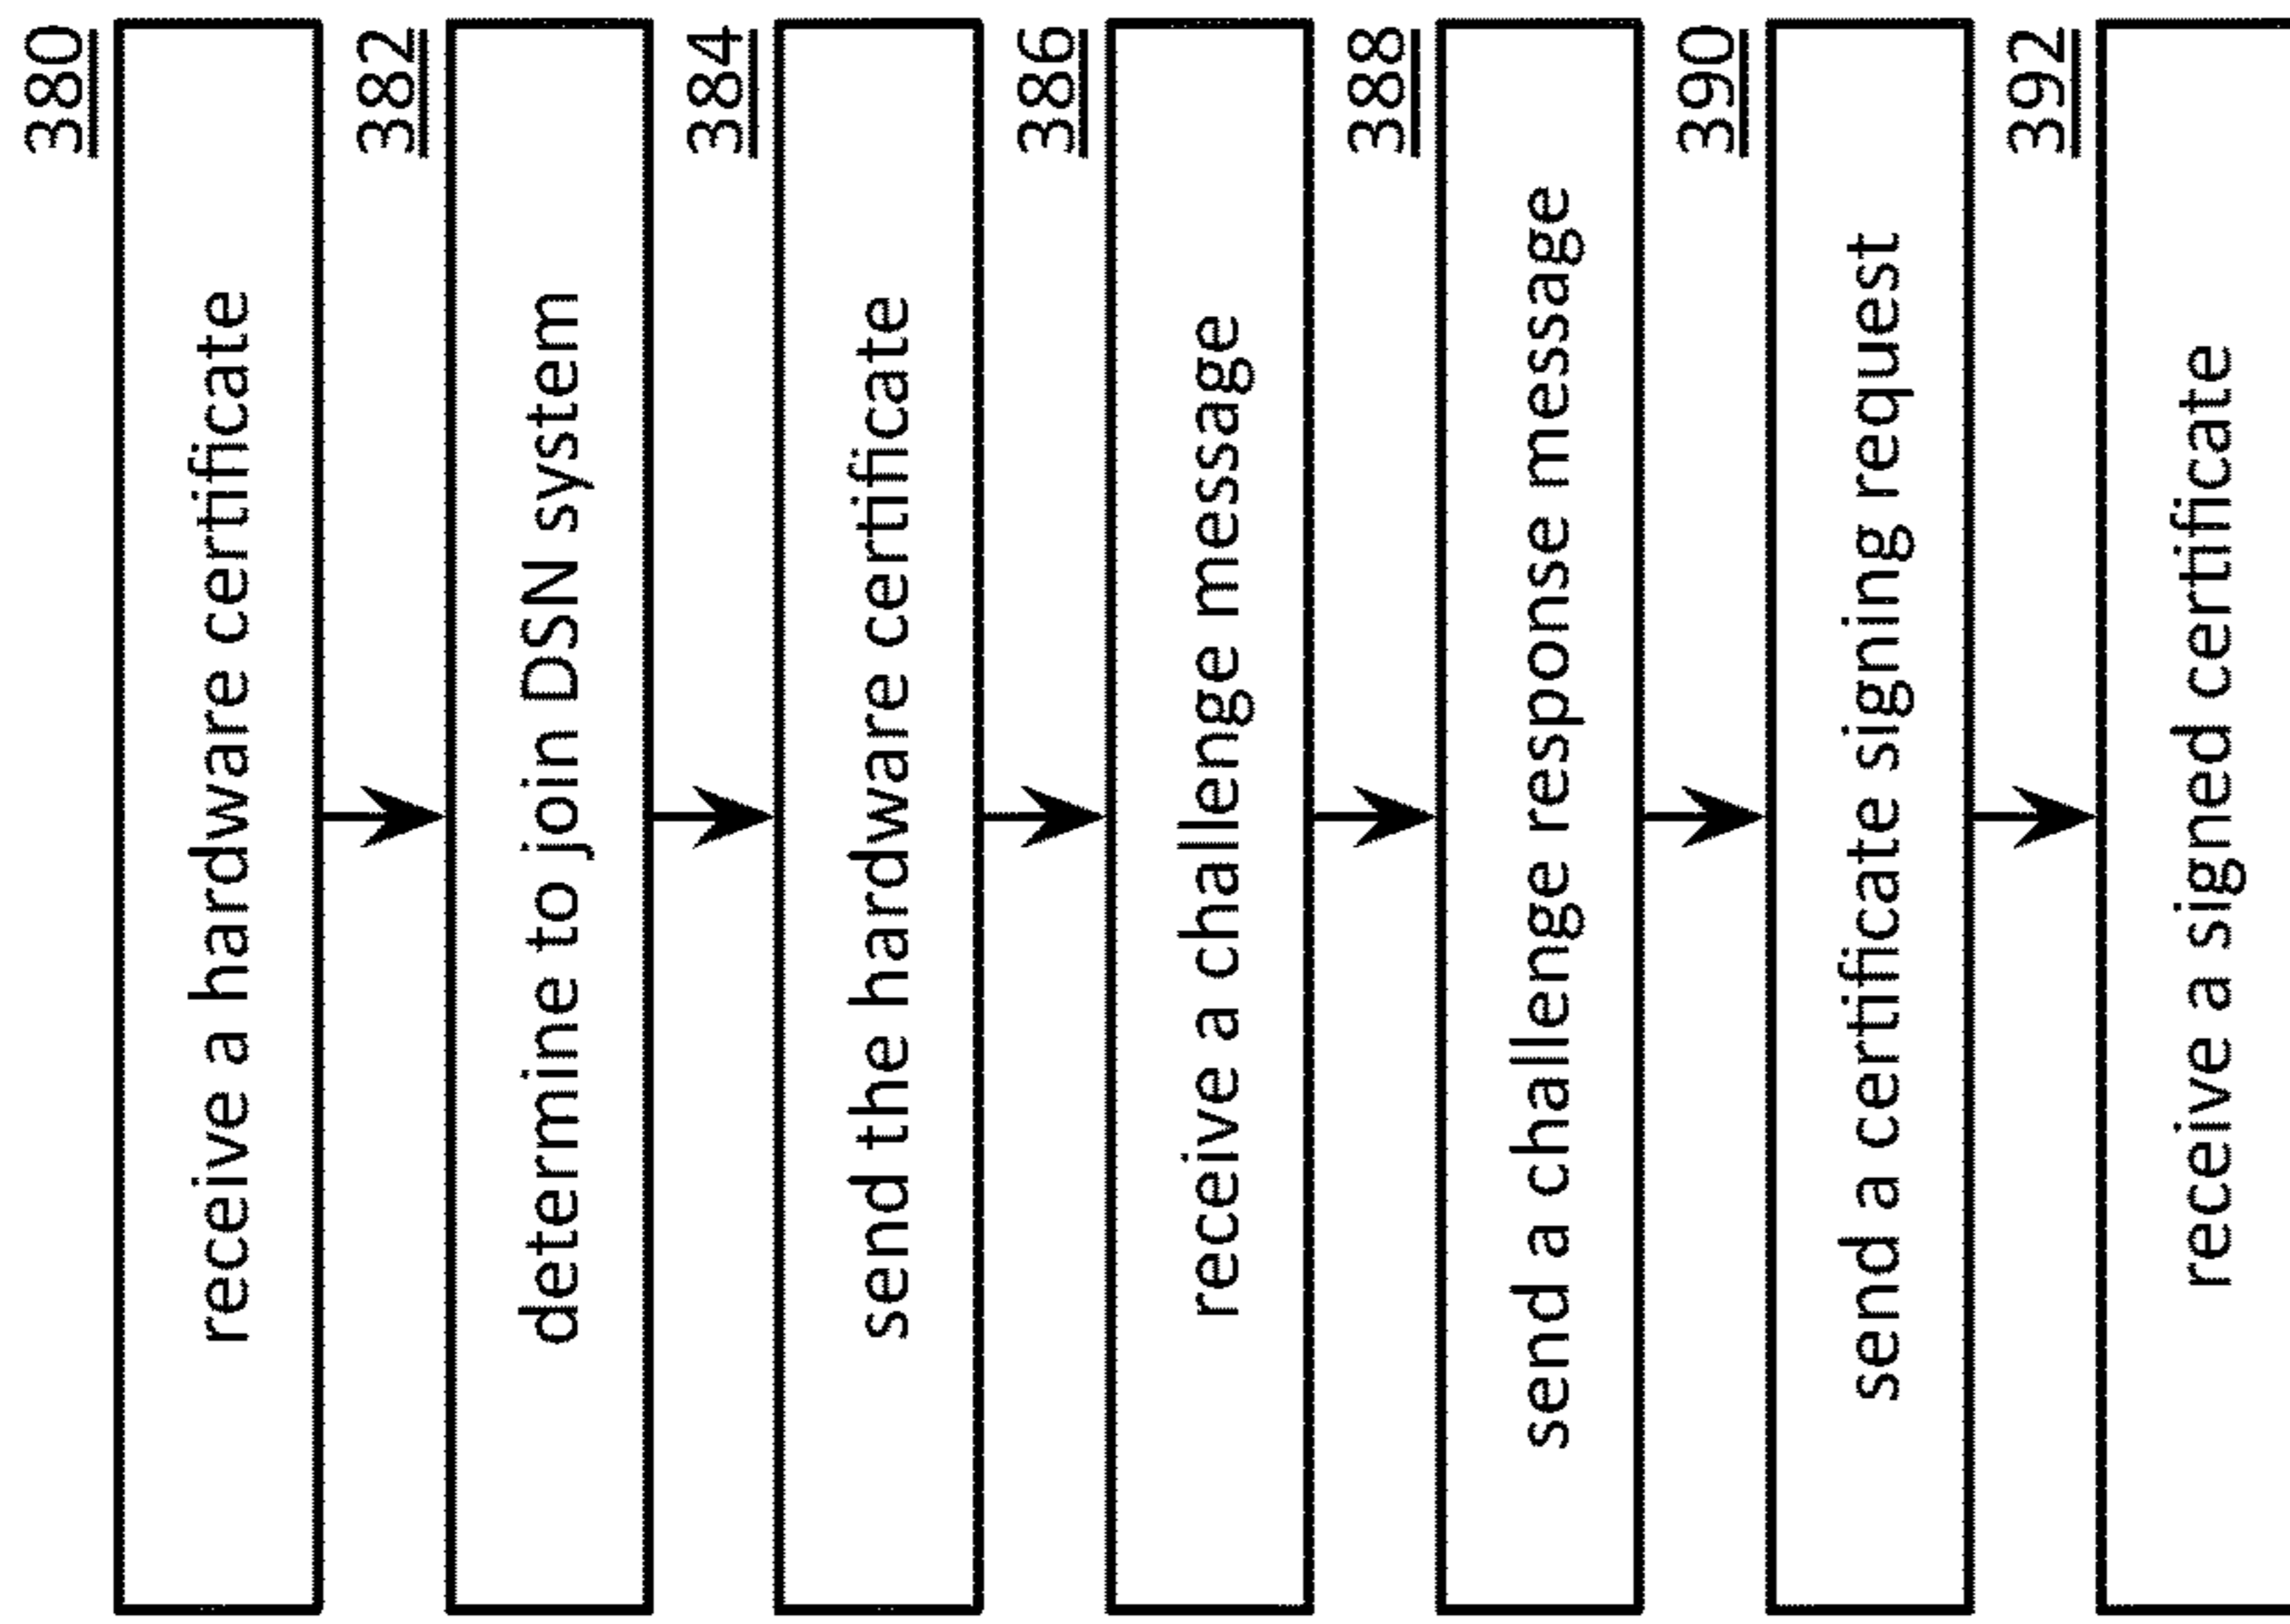 380
receive a hardware certificate
382
determine to join DSN system
384
send the hardware certificate
386
receive a challenge message
388
send a challenge response message
390
send a certificate signing request
392
receive a signed certificate